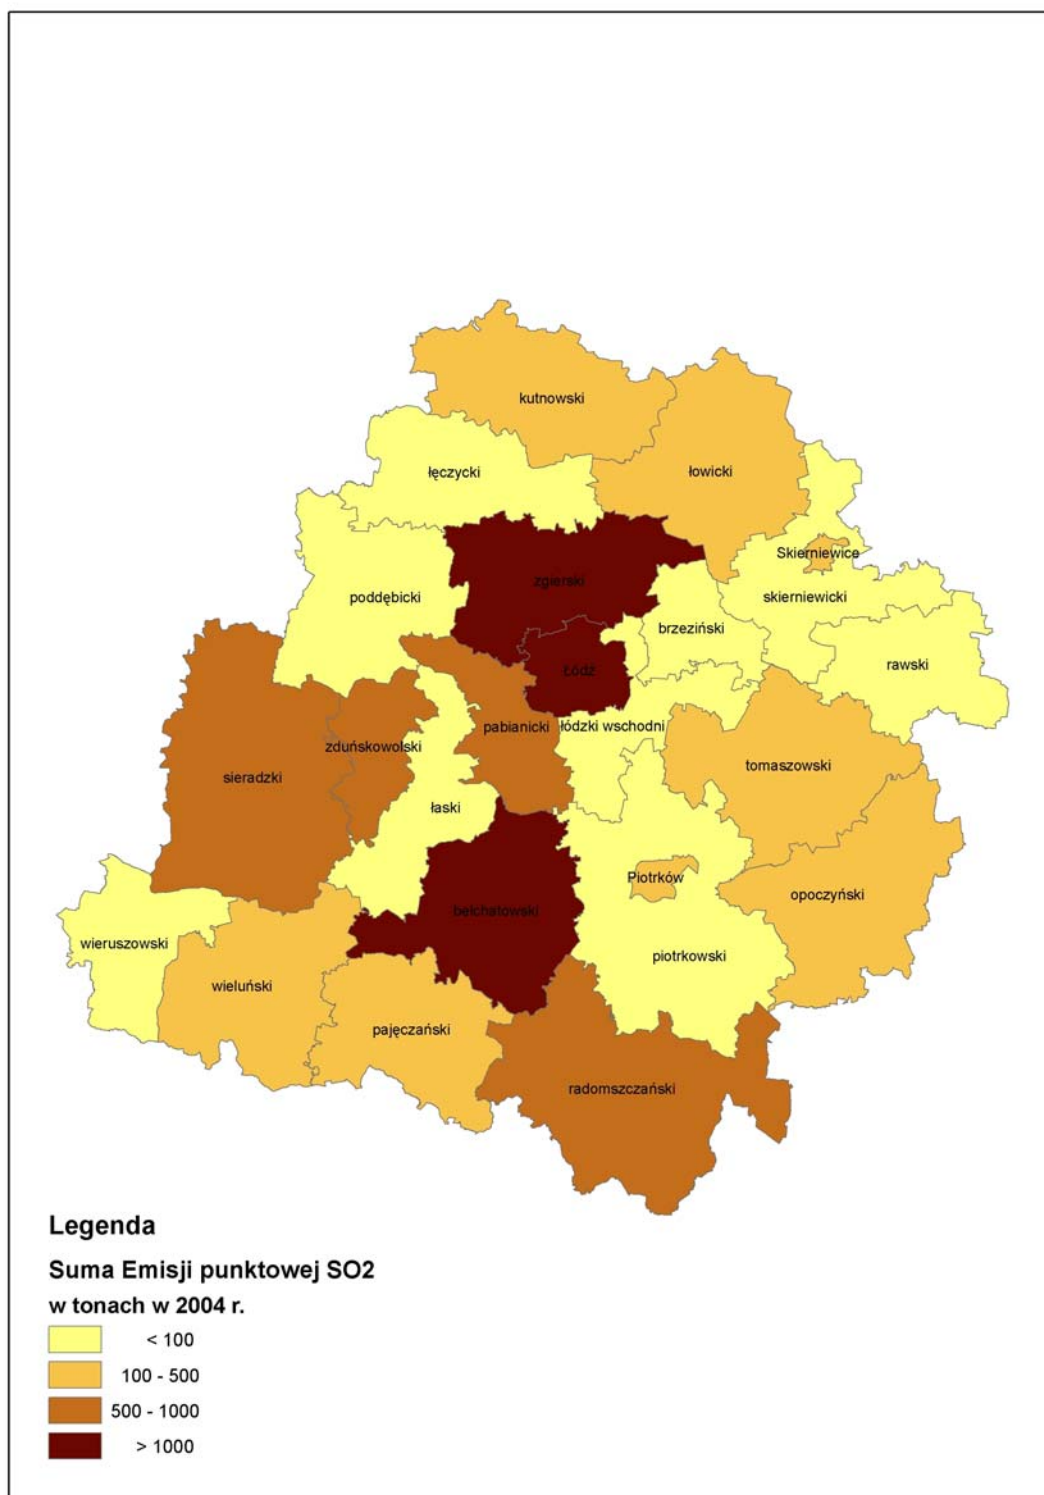 kutnowski
łęczycki
łowicki
Skierniewice
zgierski
poddębicki
skierniewicki
brzeziński
rawski
Łódź
pabianicki
łódzki wschodni
zduńskowolski
tomaszowski
sieradzki
łaski
Piotrków
opoczyński
bełchatowski
wieruszowski
piotrkowski
wieluński
pajęczański
radomszczański
Legenda
Suma Emisji punktowej SO2
w tonach w 2004 r.
< 100
100 - 500
500 - 1000
> 1000